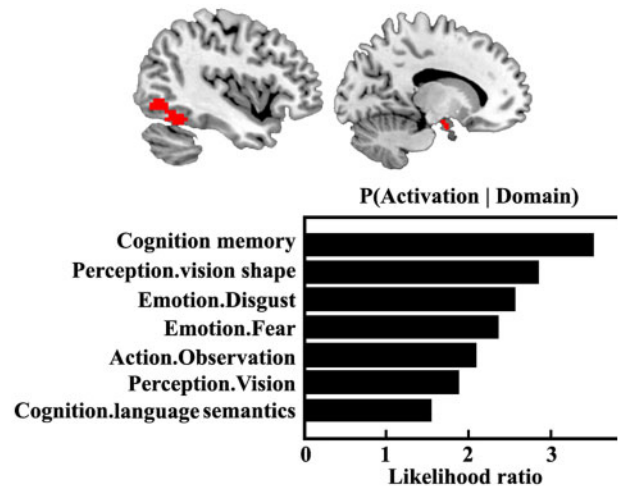 P(Activation | Domain)
Cognition memory
Perception.vision shape
Emotion.Disgust
Emotion.Fear
Action.Observation
Perception.Vision
Cognition.language semantics
0 1 2 3
Likelihood ratio